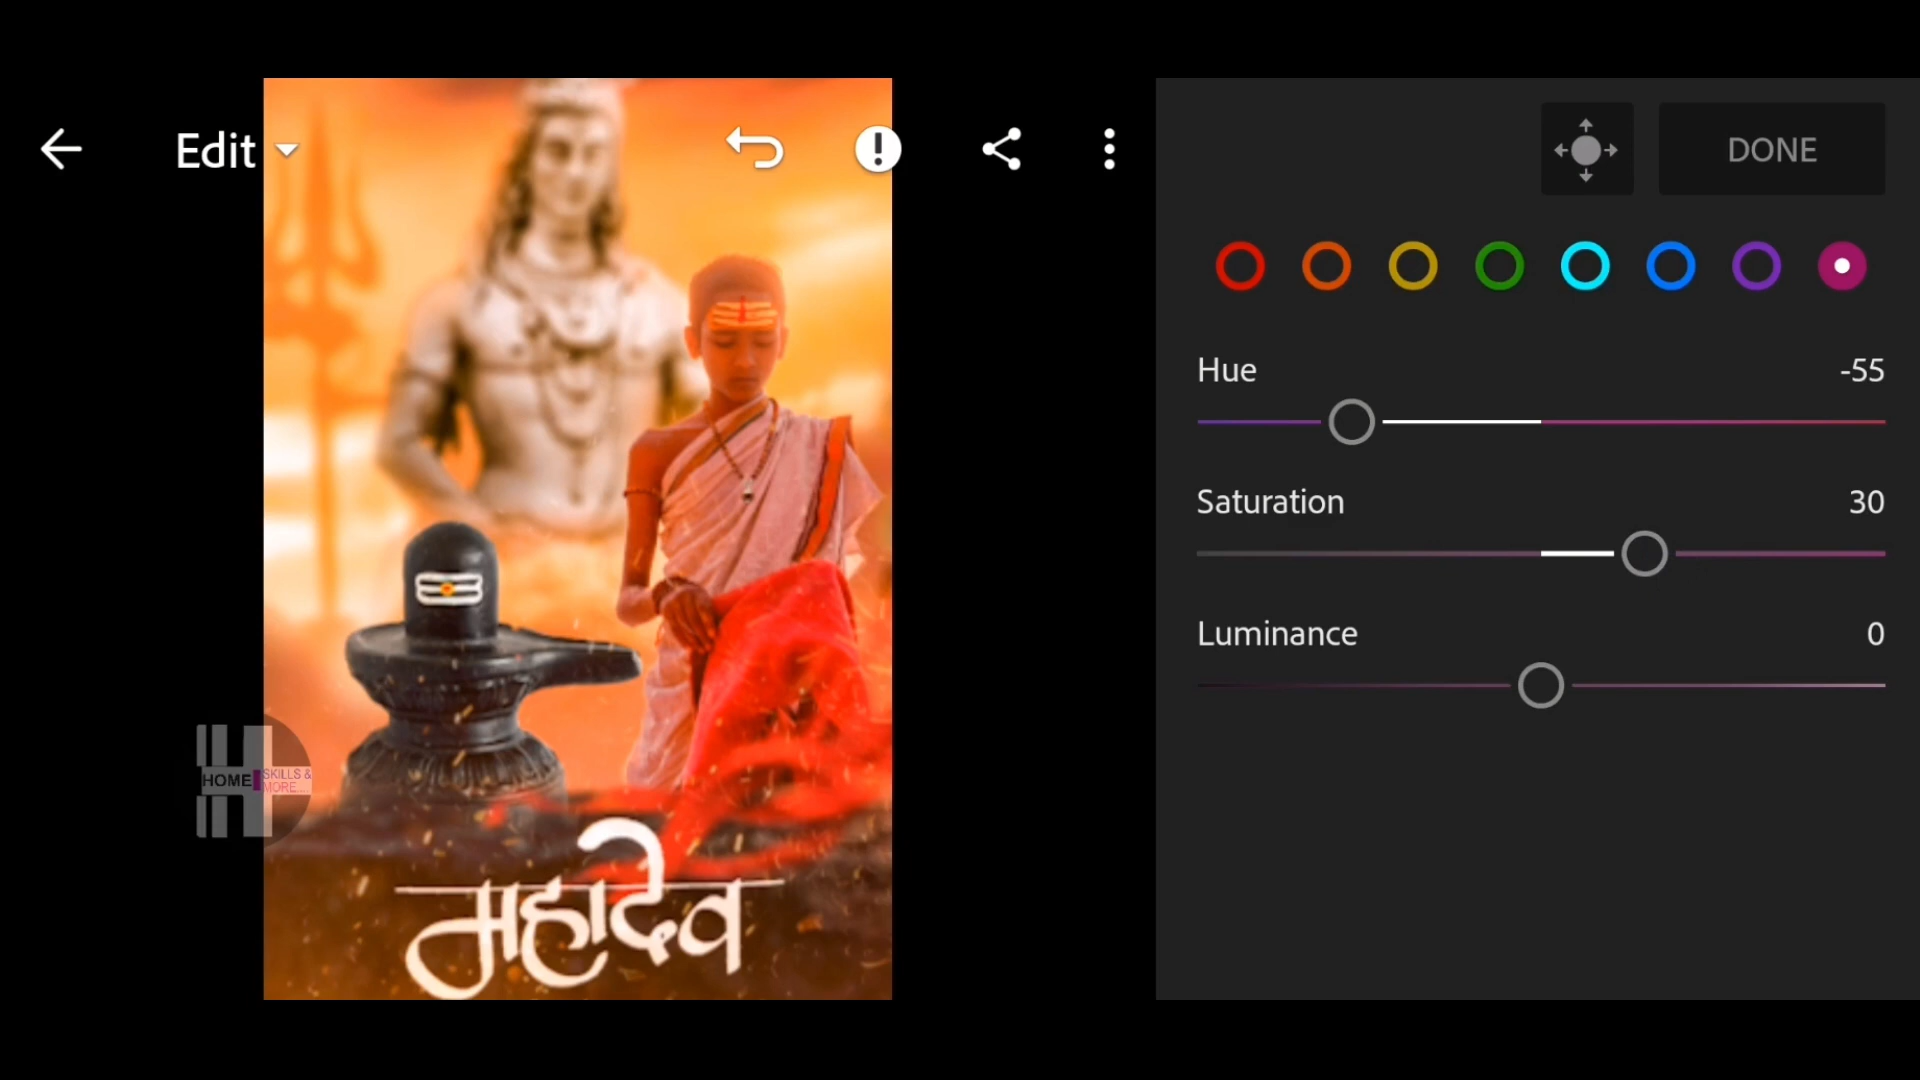 Edit
DONE
Hue
-55
Saturation
30
Luminance
0
HOME SKILLS &
MORE....
महादेव